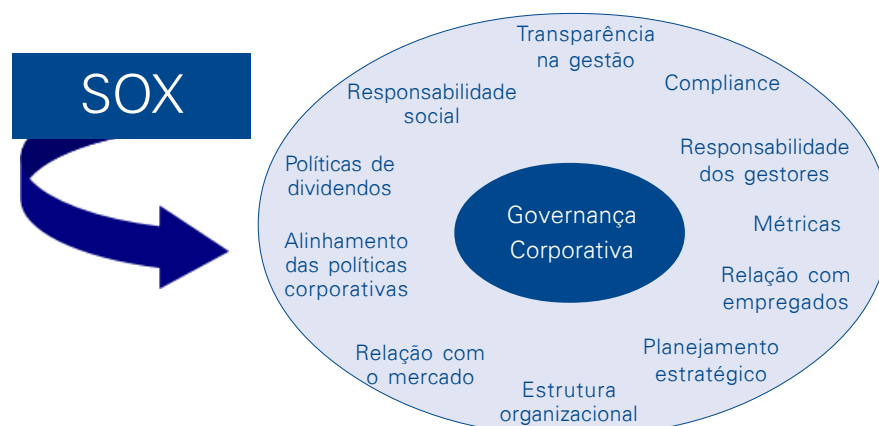 SOX
Transparência
na gestão
Compliance
Responsabilidade
social
Responsabilidade
dos gestores
Políticas de
dividendos
Governança
Corporativa
Métricas
Alinhamento
das políticas
corporativas
Relação com
empregados
Relação com
o mercado
Planejamento
estratégico
Estrutura
organizacional